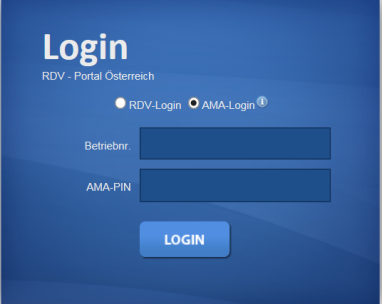 Login
RDV - Portal Österreich
RDV-Login AMA-Login i
Betriebnr.
AMA-PIN
LOGIN